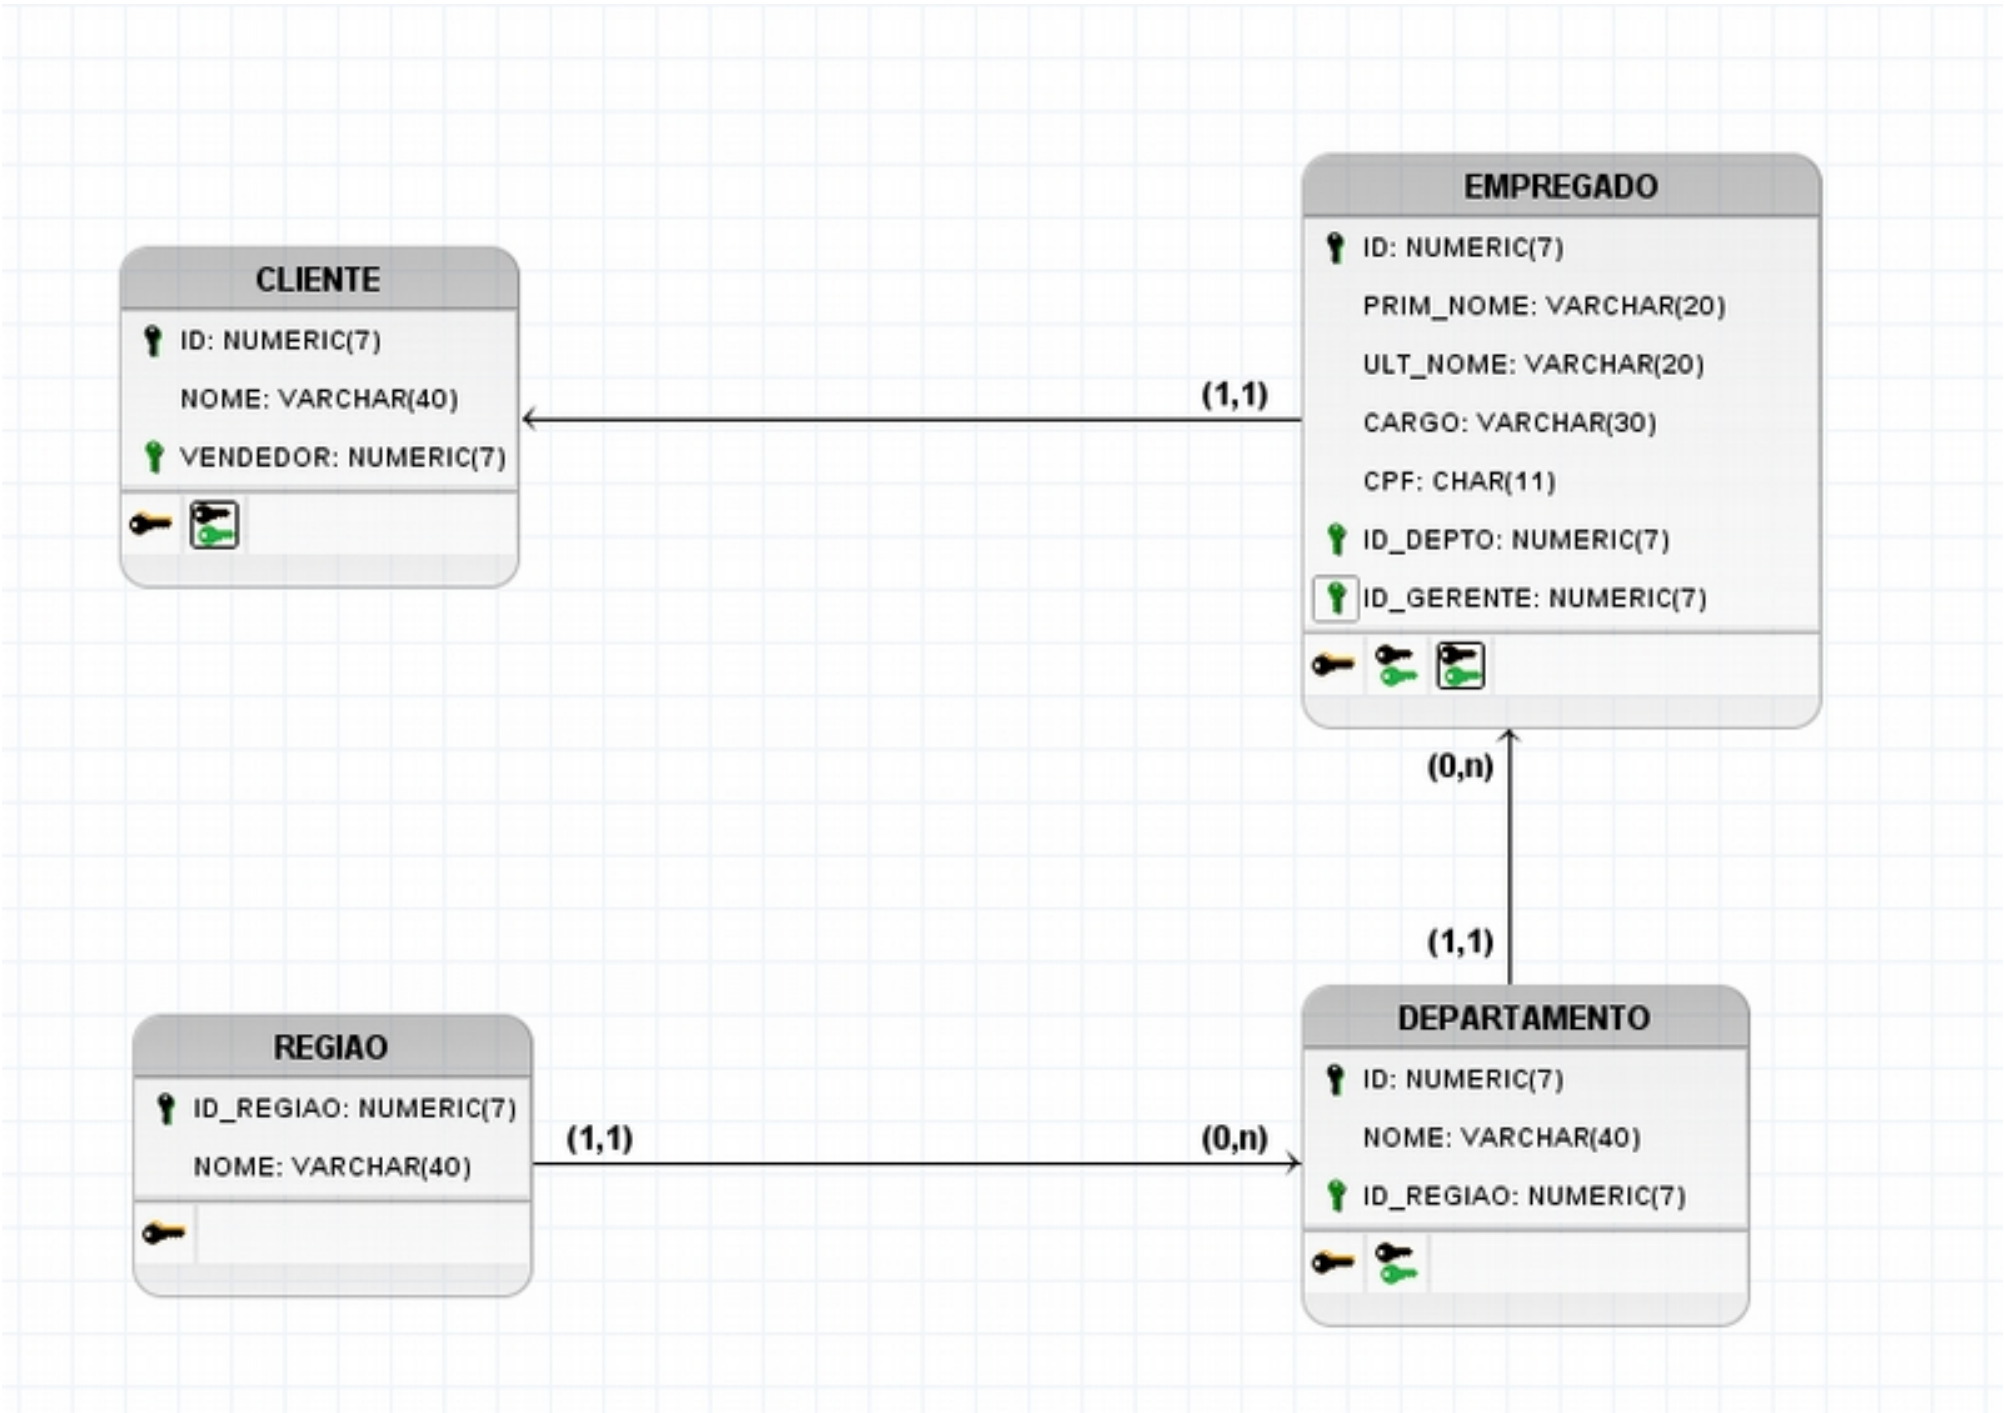 CLIENTE
ID: NUMERIC(7)
NOME: VARCHAR(40)
VENDEDOR: NUMERIC(7)
(1,1)
EMPREGADO
ID: NUMERIC(7)
PRIM_NOME: VARCHAR(20)
ULT_NOME: VARCHAR(20)
CARGO: VARCHAR(30)
CPF: CHAR(11)
ID_DEPTO: NUMERIC(7)
ID_GERENTE: NUMERIC(7)
(0,n)
(1,1)
REGIAO
ID_REGIAO: NUMERIC(7)
NOME: VARCHAR(40)
(1,1)
(0,n)
DEPARTAMENTO
ID: NUMERIC(7)
NOME: VARCHAR(40)
ID_REGIAO: NUMERIC(7)